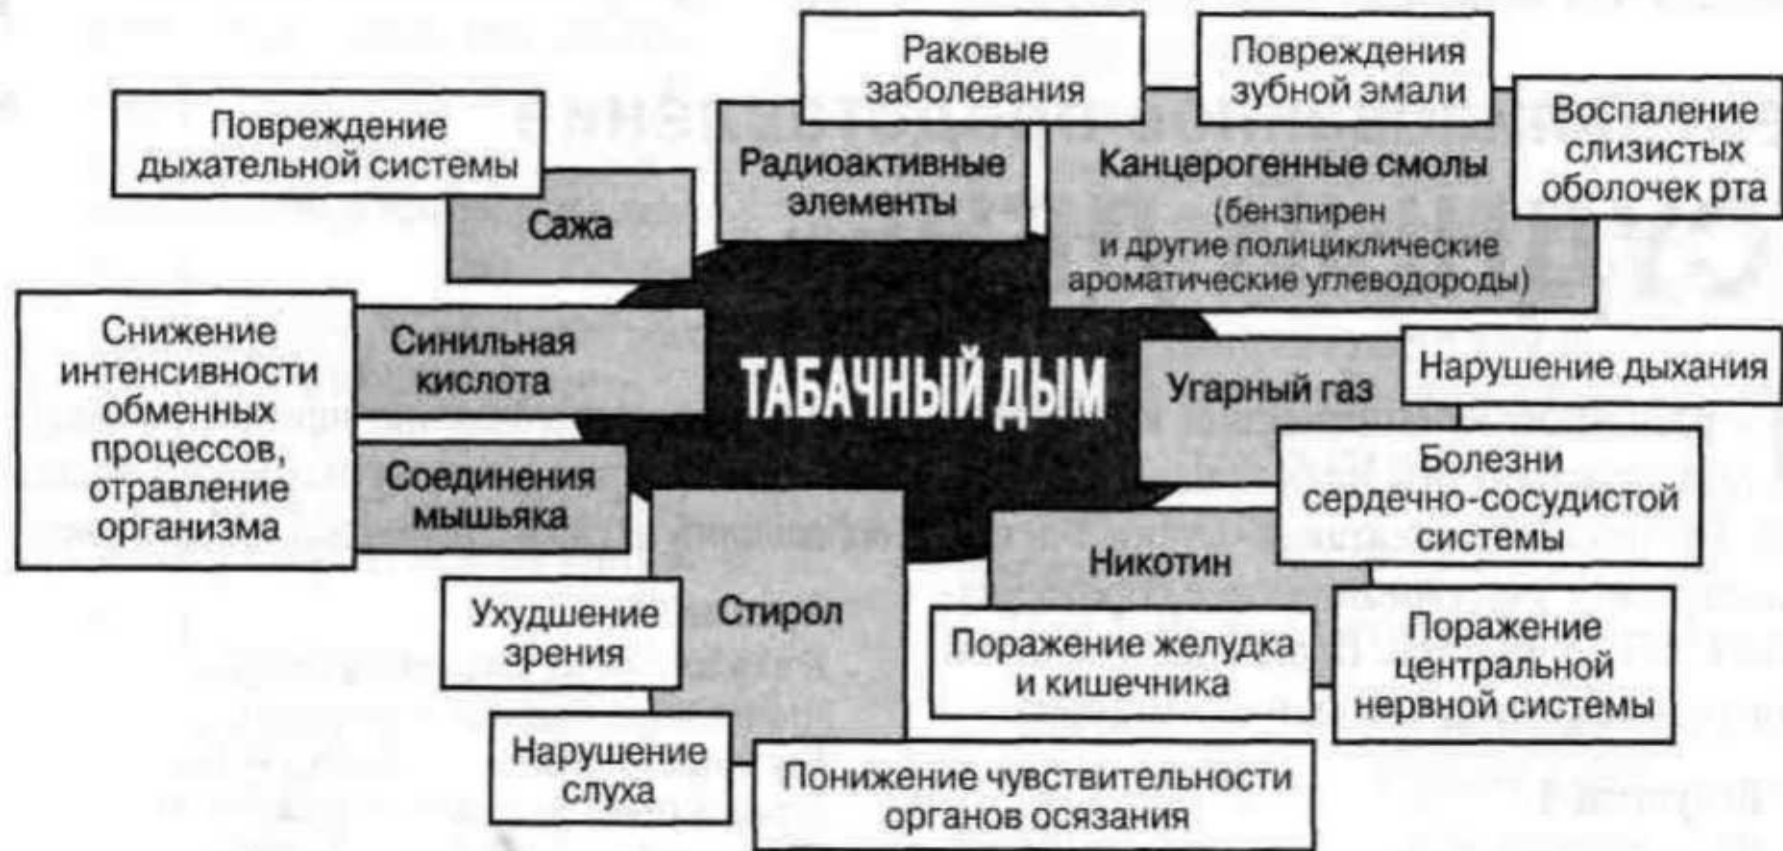 Раковые
заболевания
Повреждения
зубной эмали
Воспаление
слизистых
оболочек рта
Повреждение
дыхательной системы
Радиоактивные
элементы
Канцерогенные смолы
(бензпирен
и другие полициклические
ароматические углеводороды)
Сажа
Снижение
интенсивности
обменных
процессов,
отравление
организма
Синильная
кислота
ТАБАЧНЫЙ ДЫМ
Угарный газ
Нарушение дыхания
Соединения
мышьяка
Болезни
сердечно-сосудистой
системы
Никотин
Стирол
Ухудшение
зрения
Поражение желудка
и кишечника
Поражение
центральной
нервной системы
Нарушение
слуха
Понижение чувствительности
органов осязания